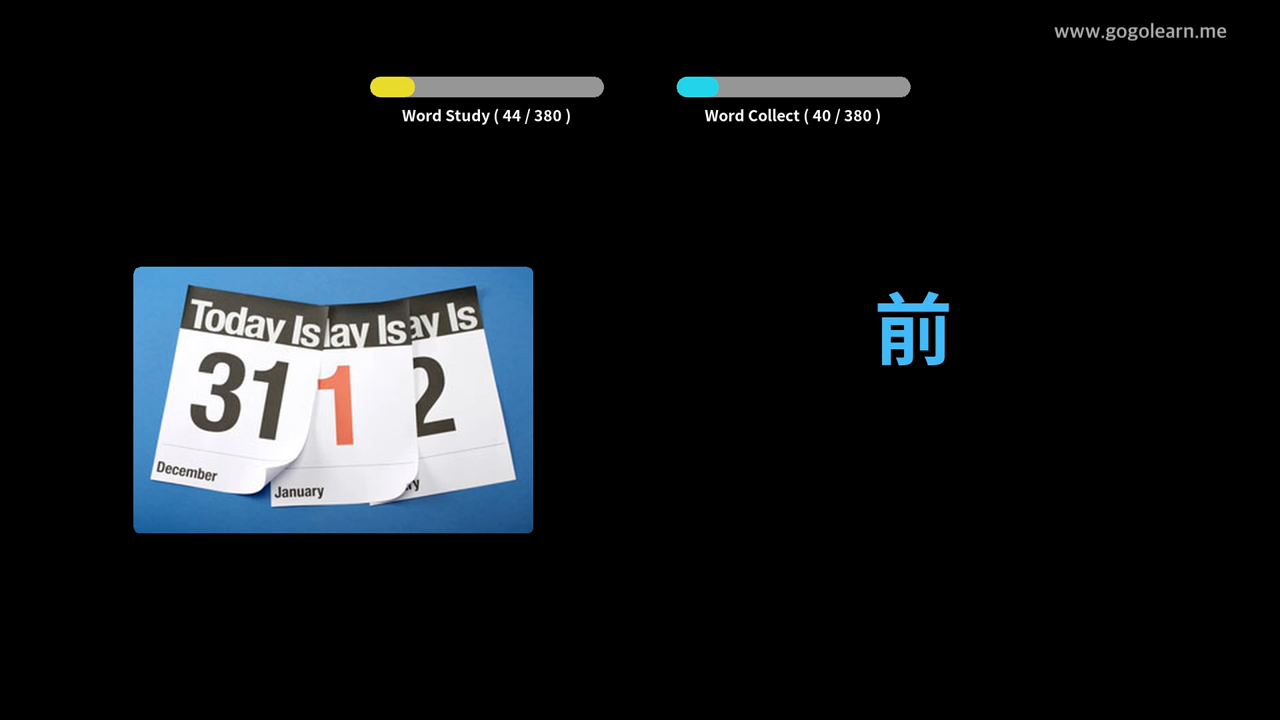 www.gogolearn.me
Word Study ( 44 / 380 )
Word Collect ( 40 / 380 )
Today Is
31
December
day Is
1
January
ay Is
2
ry
前